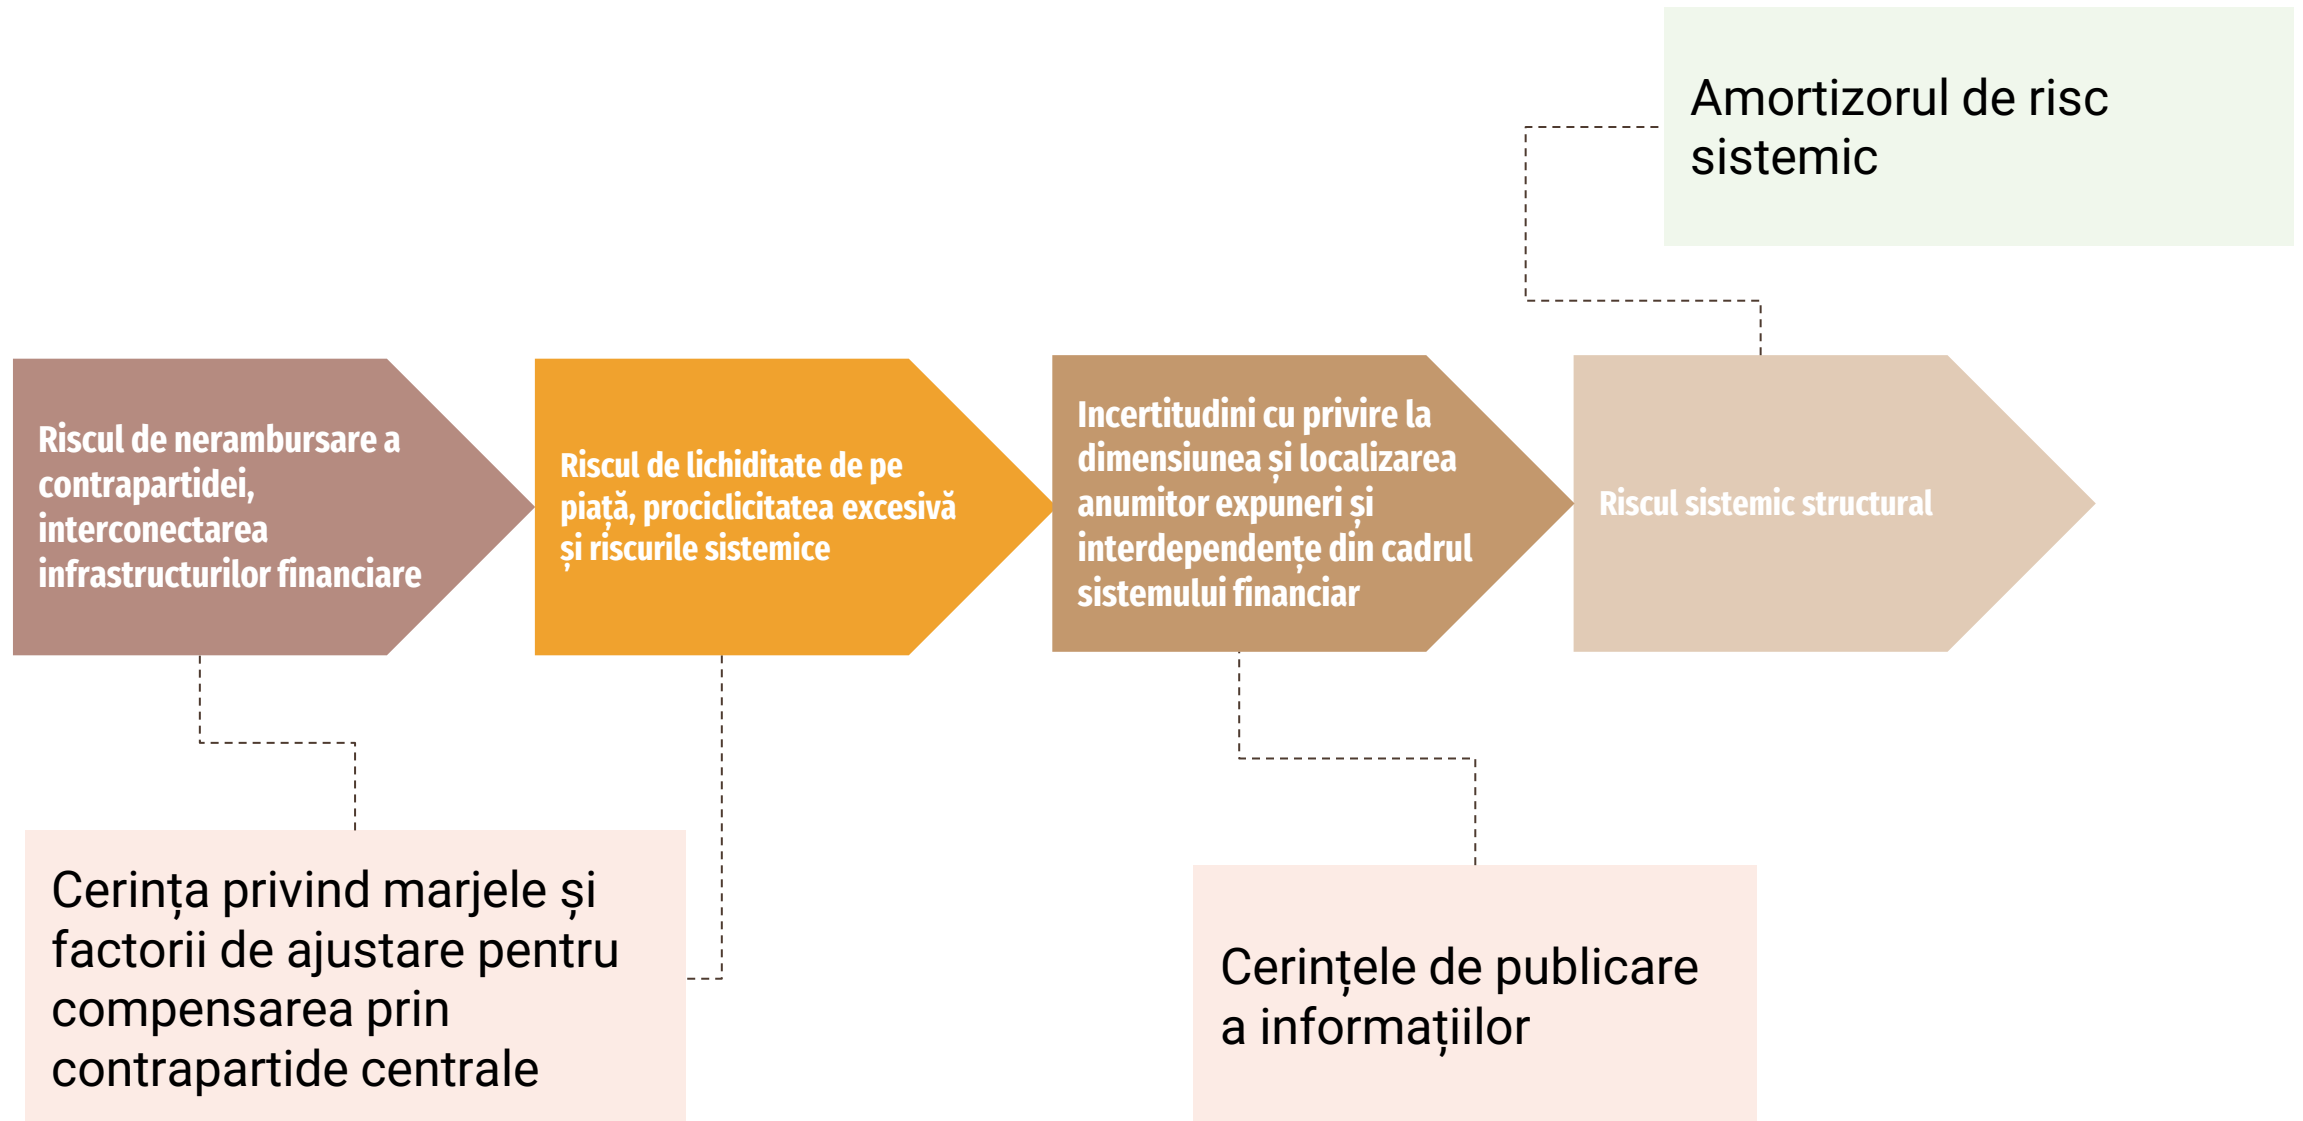 Amortizorul de risc
sistemic
Riscul de nerambursare a
contrapartidei,
interconectarea
infrastructurilor financiare
Riscul de lichiditate de pe
piață, prociclicitatea excesivă
și riscurile sistemice
Incertitudini cu privire la
dimensiunea și localizarea
anumitor expuneri și
interdependențe din cadrul
sistemului financiar
Riscul sistemic structural
Cerința privind marjele și
factorii de ajustare pentru
compensarea prin
contrapartide centrale
Cerințele de publicare
a informațiilor